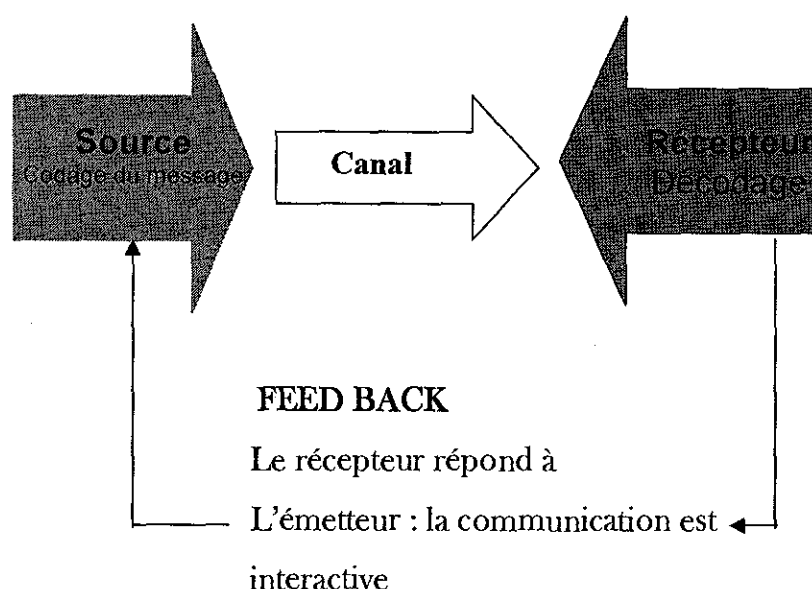 Source
Codage du message
Canal
Récepteur
Décodage
FEED BACK
Le récepteur répond à
L'émetteur : la communication est
interactive